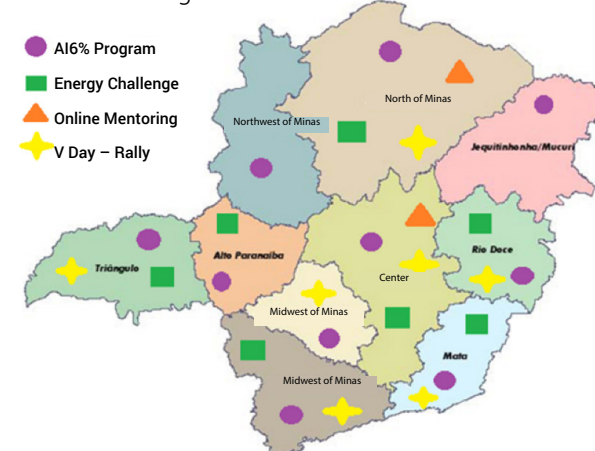 AI6% Program
Energy Challenge
Online Mentoring
V Day – Rally
North of Minas
Northwest of Minas
Jequitinhonha/Mucuri
Triângulo
Alto Paranaíba
Center
Rio Doce
Midwest of Minas
Mata
Midwest of Minas